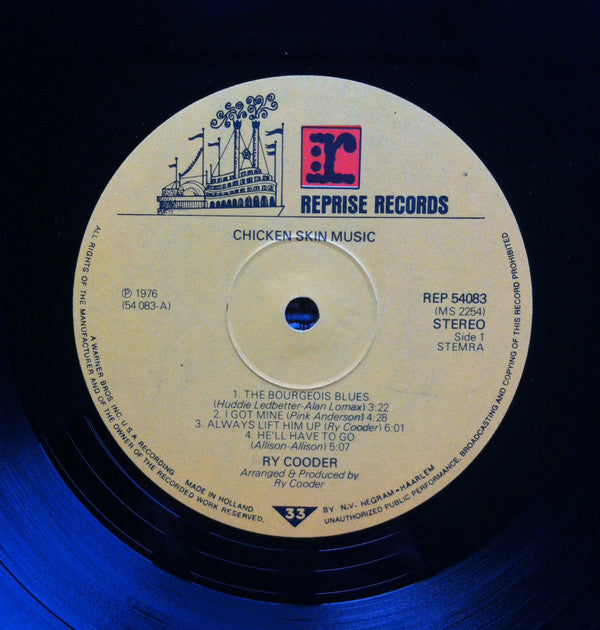 r
REPRISE RECORDS
CHICKEN SKIN MUSIC
℗ 1976
(54 083-A)
REP 54083
(MS 2254)
STEREO
Side 1
STEMRA
1. THE BOURGEOIS BLUES
(Huddie Ledbetter-Alan Lomax) 3:22
2. I GOT MINE (Pink Anderson) 4:28
3. ALWAYS LIFT HIM UP (Ry Cooder) 6:01
4. HE'LL HAVE TO GO
(Allison-Allison) 5:07
RY COODER
Arranged & Produced by
Ry Cooder
33
ALL RIGHTS OF THE MANUFACTURER AND OF THE OWNER OF THE RECORDED WORK RESERVED.
A WARNER BROS. INC. U.S.A. RECORDING MADE IN HOLLAND
BY N.V. NEGRAM-HAARLEM
UNAUTHORIZED PUBLIC PERFORMANCE, BROADCASTING AND COPYING OF THIS RECORD PROHIBITED